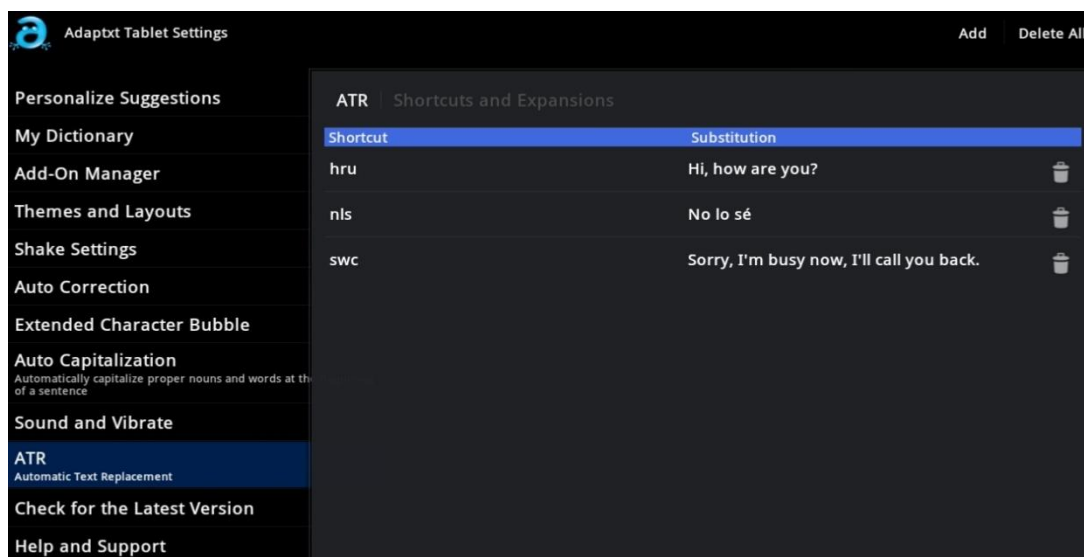 Adaptxt Tablet Settings
Add
Delete All
Personalize Suggestions
My Dictionary
Add-On Manager
Themes and Layouts
Shake Settings
Auto Correction
Extended Character Bubble
Auto Capitalization
Automatically capitalize proper nouns and words at the
of a sentence
Sound and Vibrate
ATR
Automatic Text Replacement
Check for the Latest Version
Help and Support
ATR Shortcuts and Expansions
Shortcut Substitution
hru Hi, how are you?
nls No lo sé
swc Sorry, I'm busy now, I'll call you back.